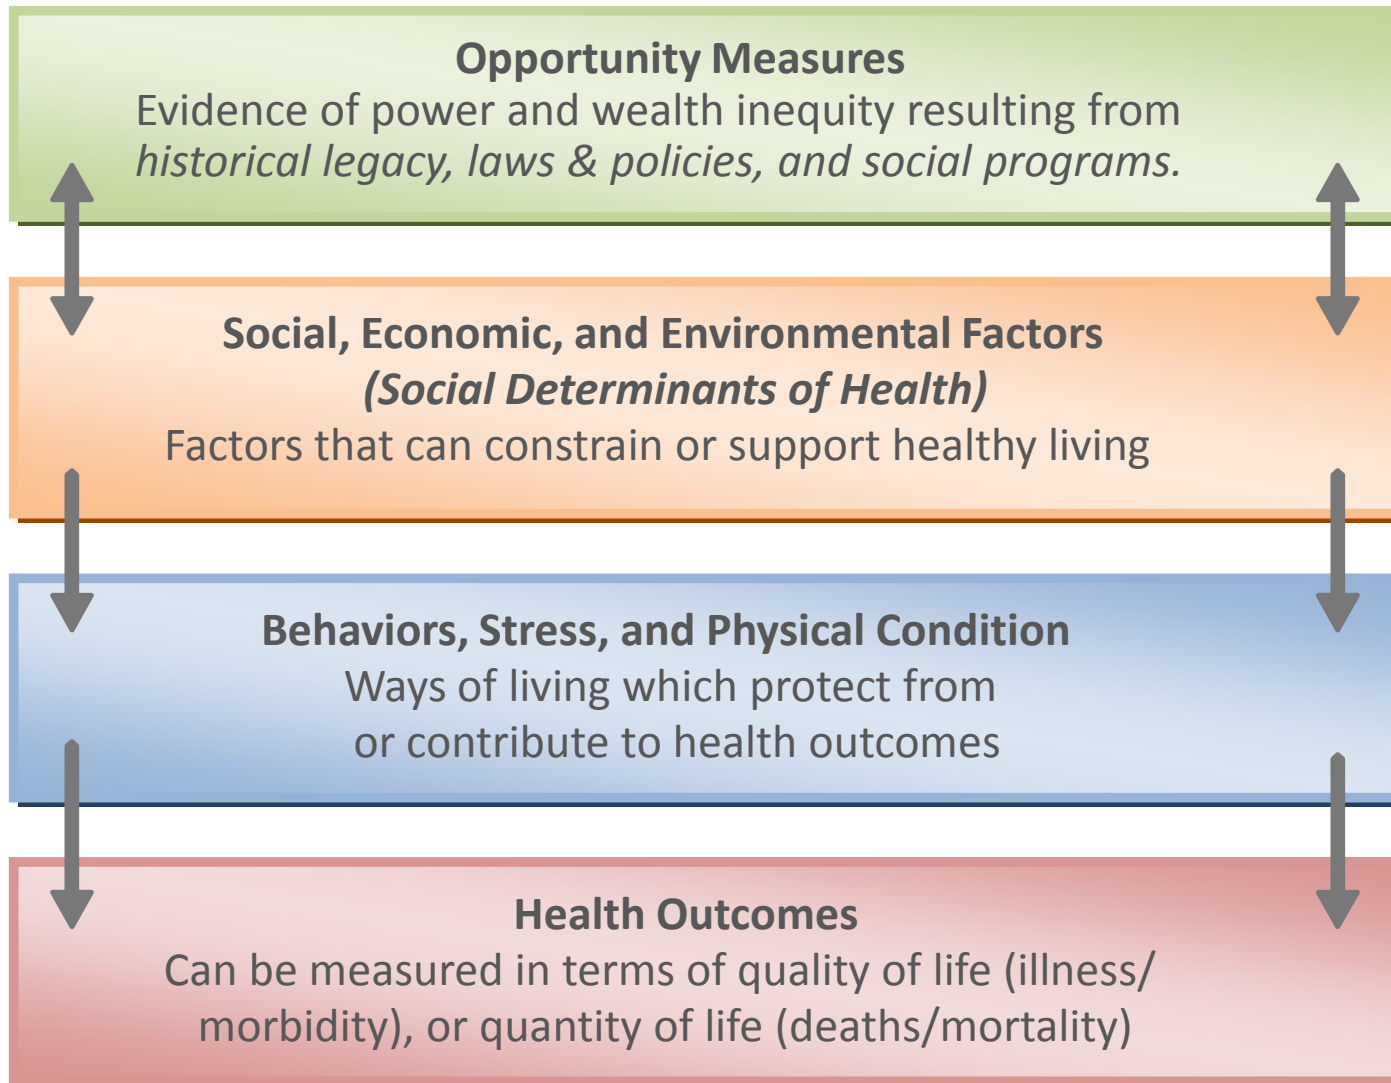 Opportunity Measures
Evidence of power and wealth inequity resulting from
historical legacy, laws & policies, and social programs.
Social, Economic, and Environmental Factors
(Social Determinants of Health)
Factors that can constrain or support healthy living
Behaviors, Stress, and Physical Condition
Ways of living which protect from
or contribute to health outcomes
Health Outcomes
Can be measured in terms of quality of life (illness/
morbidity), or quantity of life (deaths/mortality)